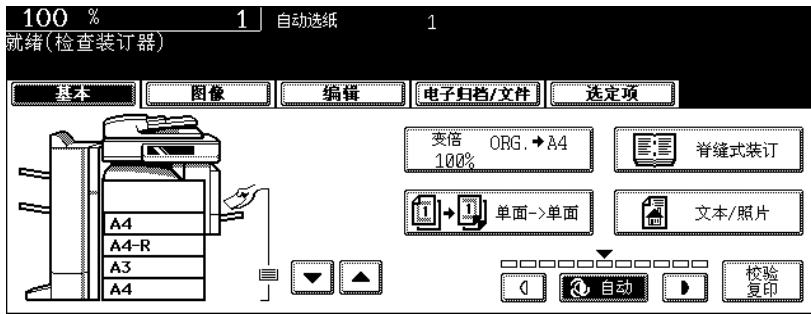 100 % 1 自动选纸 1
就绪(检查装订器)
基本 图像 编辑 电子归档/文件 选定项
变倍 ORG.➔A4
100%
脊缝式装订
1➔1 单面->单面
文本/照片
A4
A4-R
A3
A4
自动
校验
复印